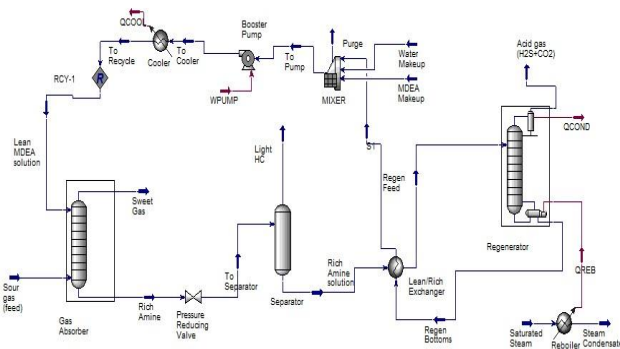 QCOOL
To
Recycle
Cooler
To
Cooler
Booster
Pump
To
Pump
WPUMP
Purge
MIXER
Water
Makeup
MDEA
Makeup
Acid gas
(H2S+CO2)
QCOND
RCY-1
R
Lean
MDEA
solution
Light
HC
S1
Regen
Feed
Sweet
Gas
Regenerator
Sour
gas
(feed)
Gas
Absorber
Rich
Amine
Pressure
Reducing
Valve
To
Separator
Separator
Rich
Amine
solution
Lean/Rich
Exchanger
Regen
Bottoms
QREB
Saturated
Steam
Reboiler
Steam
Condensate